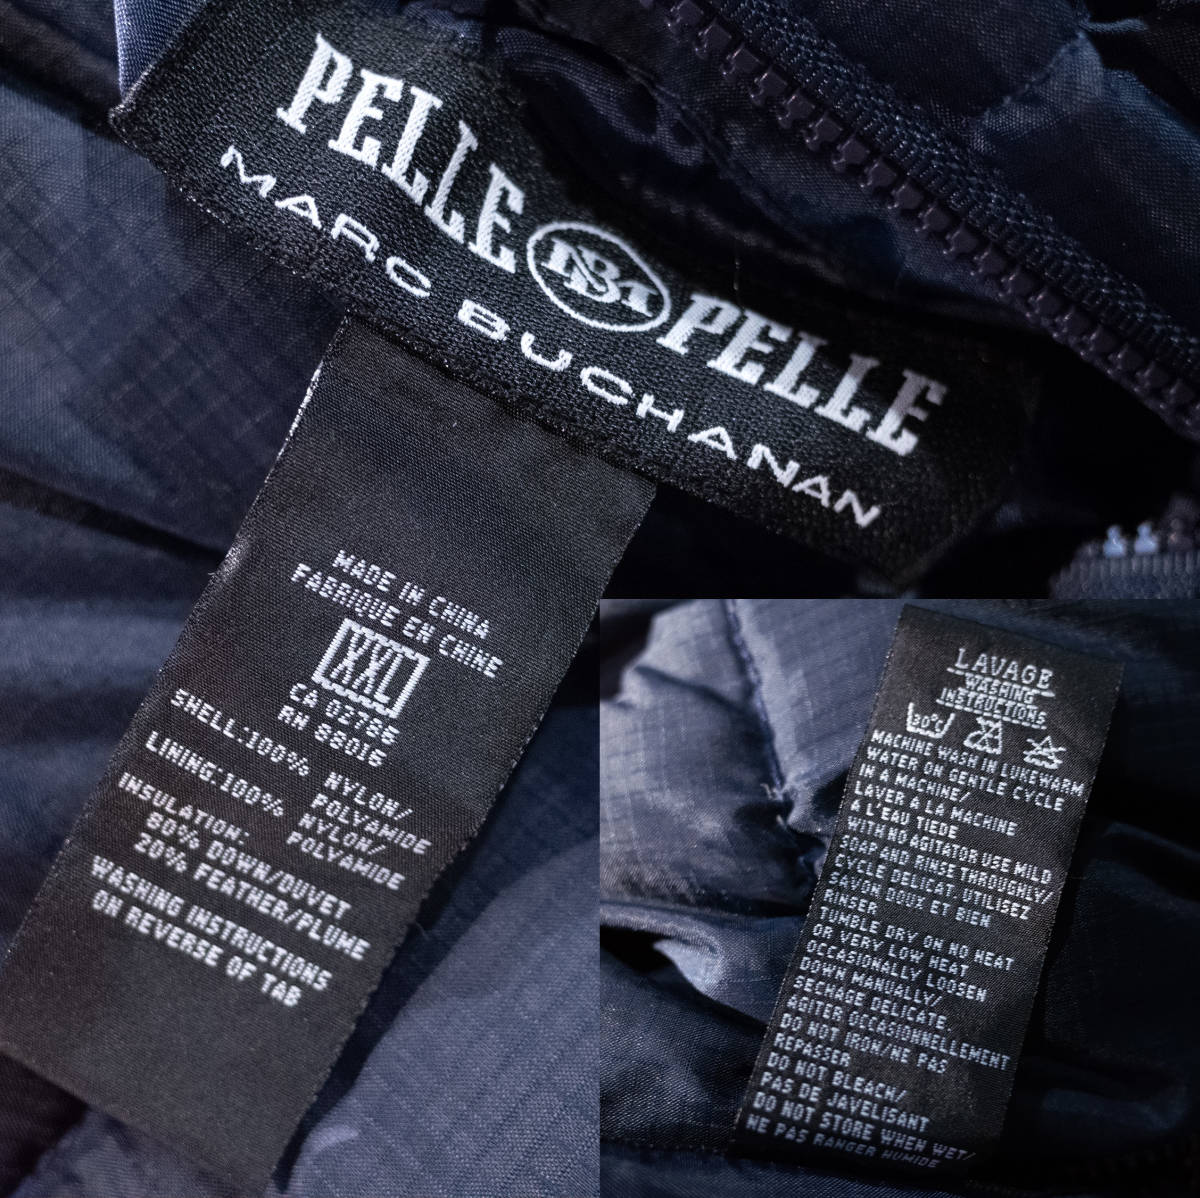 PELLE MB PELLE
MARC BUCHANAN
MADE IN CHINA
FABRIQUE EN CHINE
XXL
CA 02786
RN 88016
SHELL:100% NYLON/
POLYAMIDE
LINING:100% NYLON/
POLYAMIDE
INSULATION:
80% DOWN/DUVET
20% FEATHER/PLUME
WASHING INSTRUCTIONS
ON REVERSE OF TAB
LAVAGE
WASHING
INSTRUCTIONS
30°C
MACHINE WASH IN LUKEWARM
WATER ON GENTLE CYCLE
IN A MACHINE/
LAVER A LA MACHINE
A L'EAU TIEDE
WITH NO AGITATOR USE MILD
SOAP AND RINSE THROUGHLY/
CYCLE DELICAT. UTILISEZ
SAVON DOUX ET BIEN
RINSER
TUMBLE DRY ON NO HEAT
OR VERY LOW HEAT
OCCASIONALLY LOOSEN
DOWN MANUALLY/
SECHAGE DELICATE.
AGITER OCCASIONNELLEMENT
DO NOT IRON/NE PAS
REPASSER
DO NOT BLEACH/
PAS DE JAVELISANT
DO NOT STORE WHEN WET/
NE PAS RANGER HUMIDE